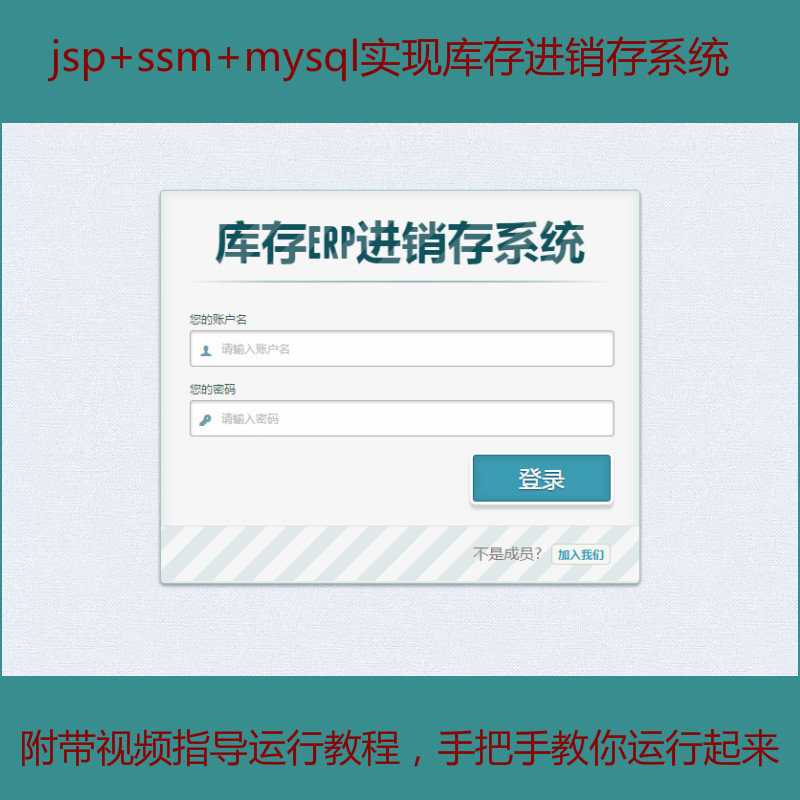 jsp+ssm+mysql实现库存进销存系统
库存ERP进销存系统
您的账户名
请输入账户名
您的密码
请输入密码
登录
不是成员? 加入我们
附带视频指导运行教程，手把手教你运行起来